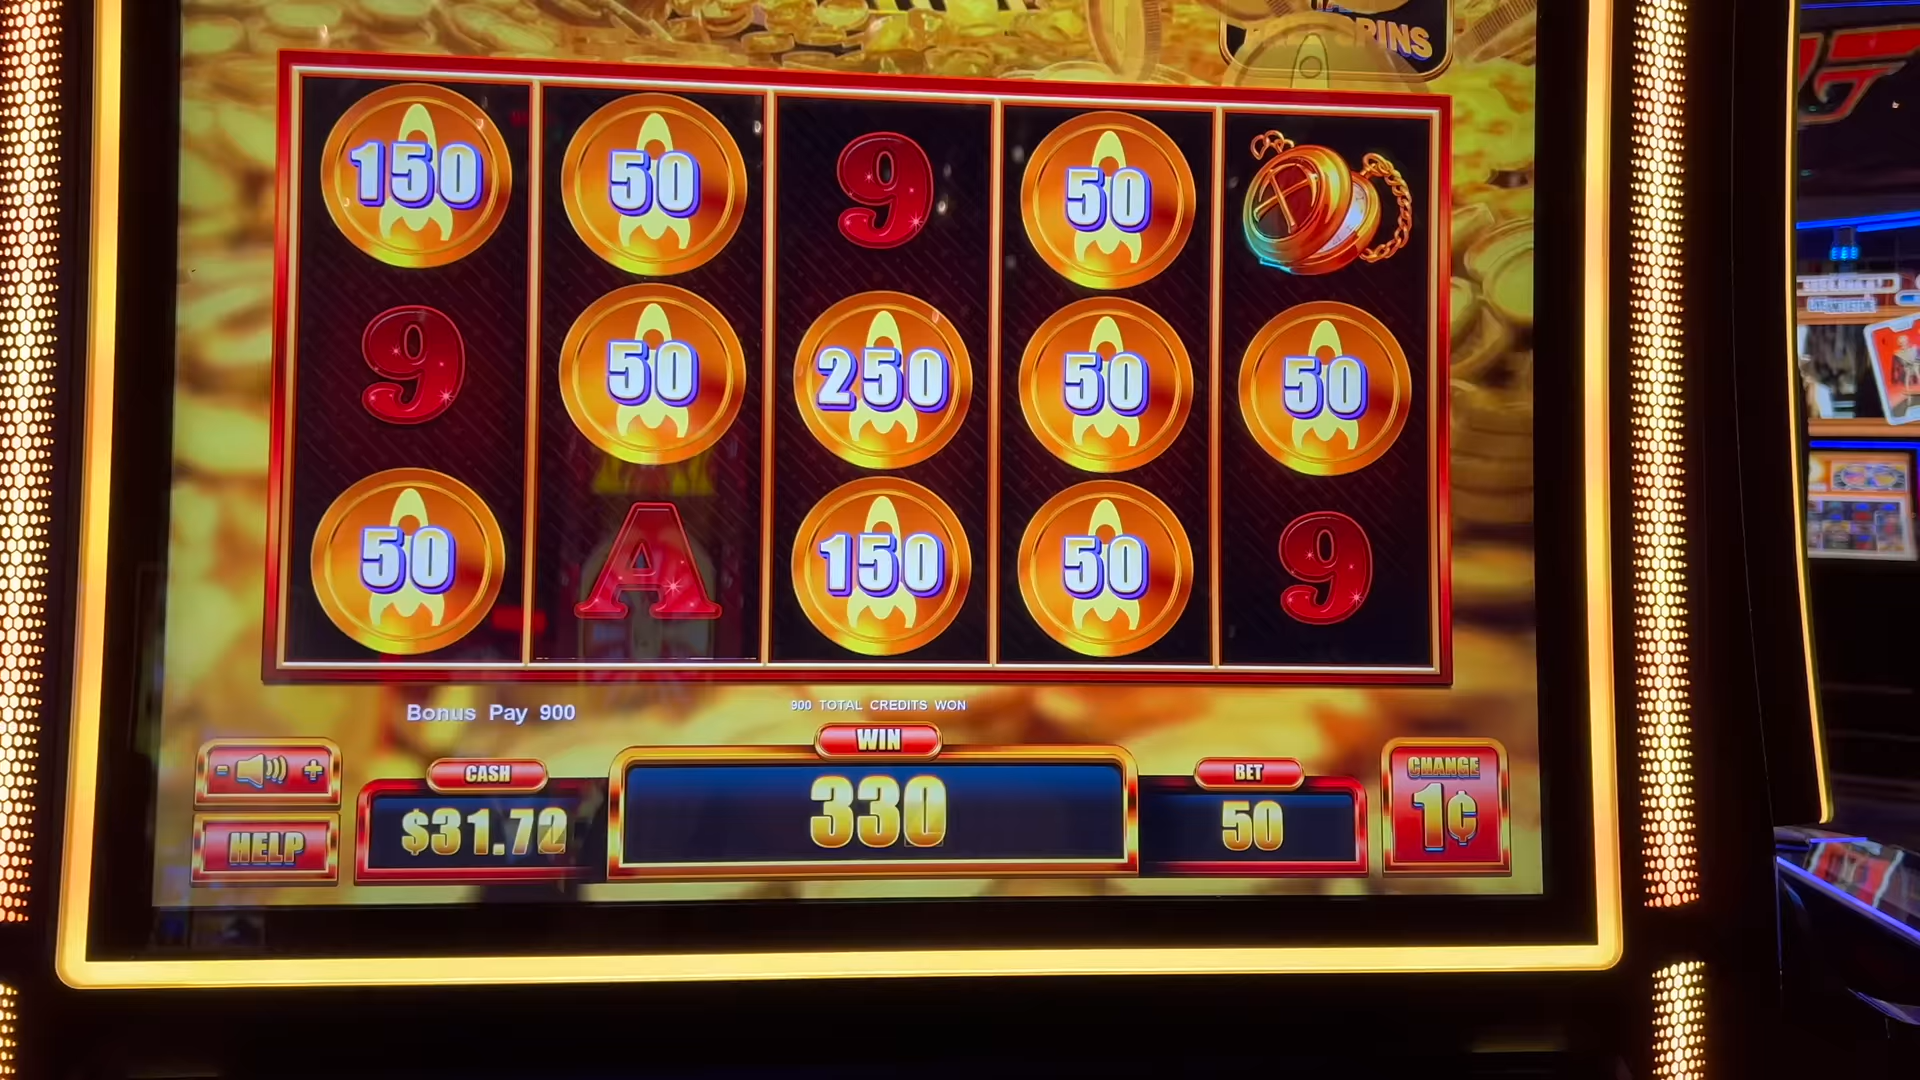 SPINS
150 50 9 50
9 50 250 50 50
50 A 150 50 9
Bonus Pay 900
900 TOTAL CREDITS WON
- +
HELP
CASH
$31.72
WIN
330
BET
50
CHANGE
1¢